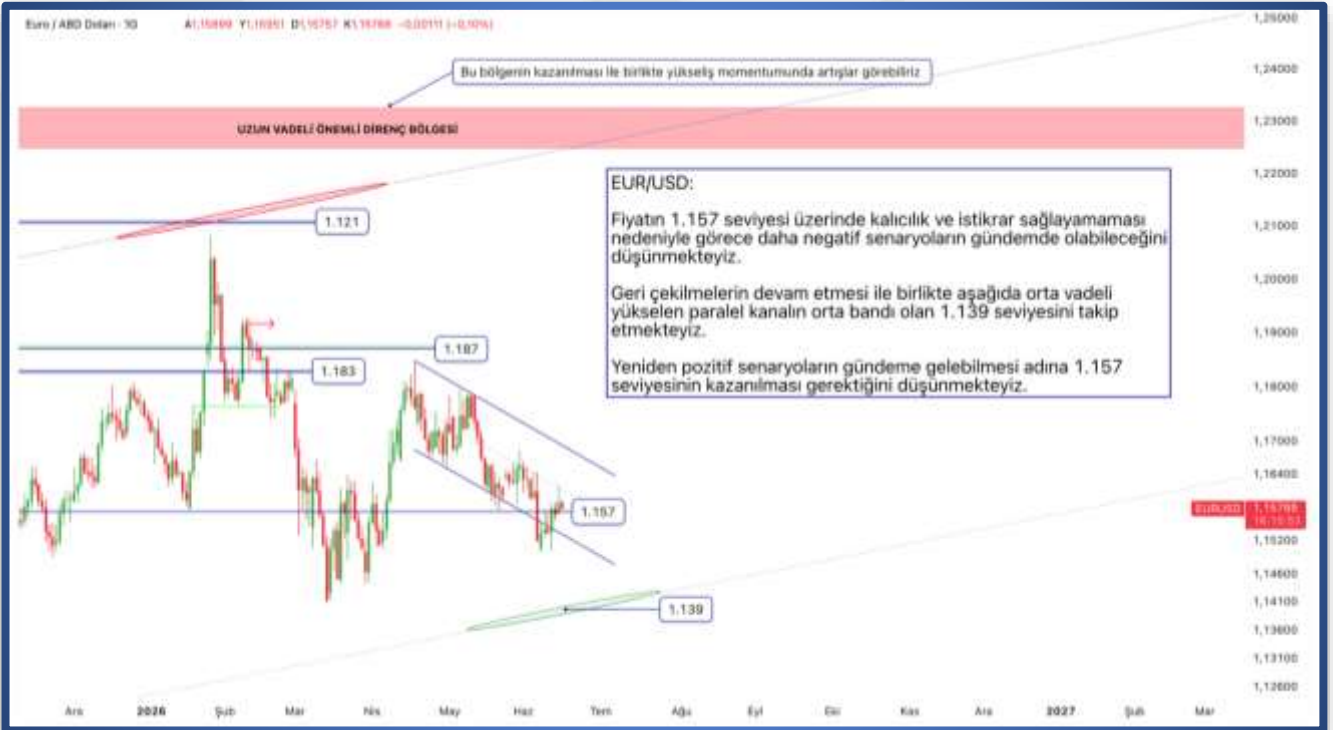 Euro / ABD Doları · 1G
Bu bölgenin kazanılması ile birlikte yükseliş momentumunda artışlar görebiliriz
UZUN VADELİ ÖNEMLİ DİRENÇ BÖLGESİ
EUR/USD:
Fiyatın 1.157 seviyesi üzerinde kalıcılık ve istikrar sağlayamaması
nedeniyle görece daha negatif senaryoların gündemde olabileceğini
düşünmekteyiz.
Geri çekilmelerin devam etmesi ile birlikte aşağıda orta vadeli
yükselen paralel kanalın orta bandı olan 1.139 seviyesini takip
etmekteyiz.
Yeniden pozitif senaryoların gündeme gelebilmesi adına 1.157
seviyesinin kazanılması gerektiğini düşünmekteyiz.
1.121
1.187
1.183
1.157
1.139
1,25000
1,24000
1,23000
1,22000
1,21000
1,20000
1,19000
1,18000
1,17000
1,16400
EURUSD
1,15200
1,14600
1,14100
1,13600
1,13100
1,12600
Ara 2026 Şub Mar Nis May Haz Tem Ağu Eyl Eki Kas Ara 2027 Şub Mar